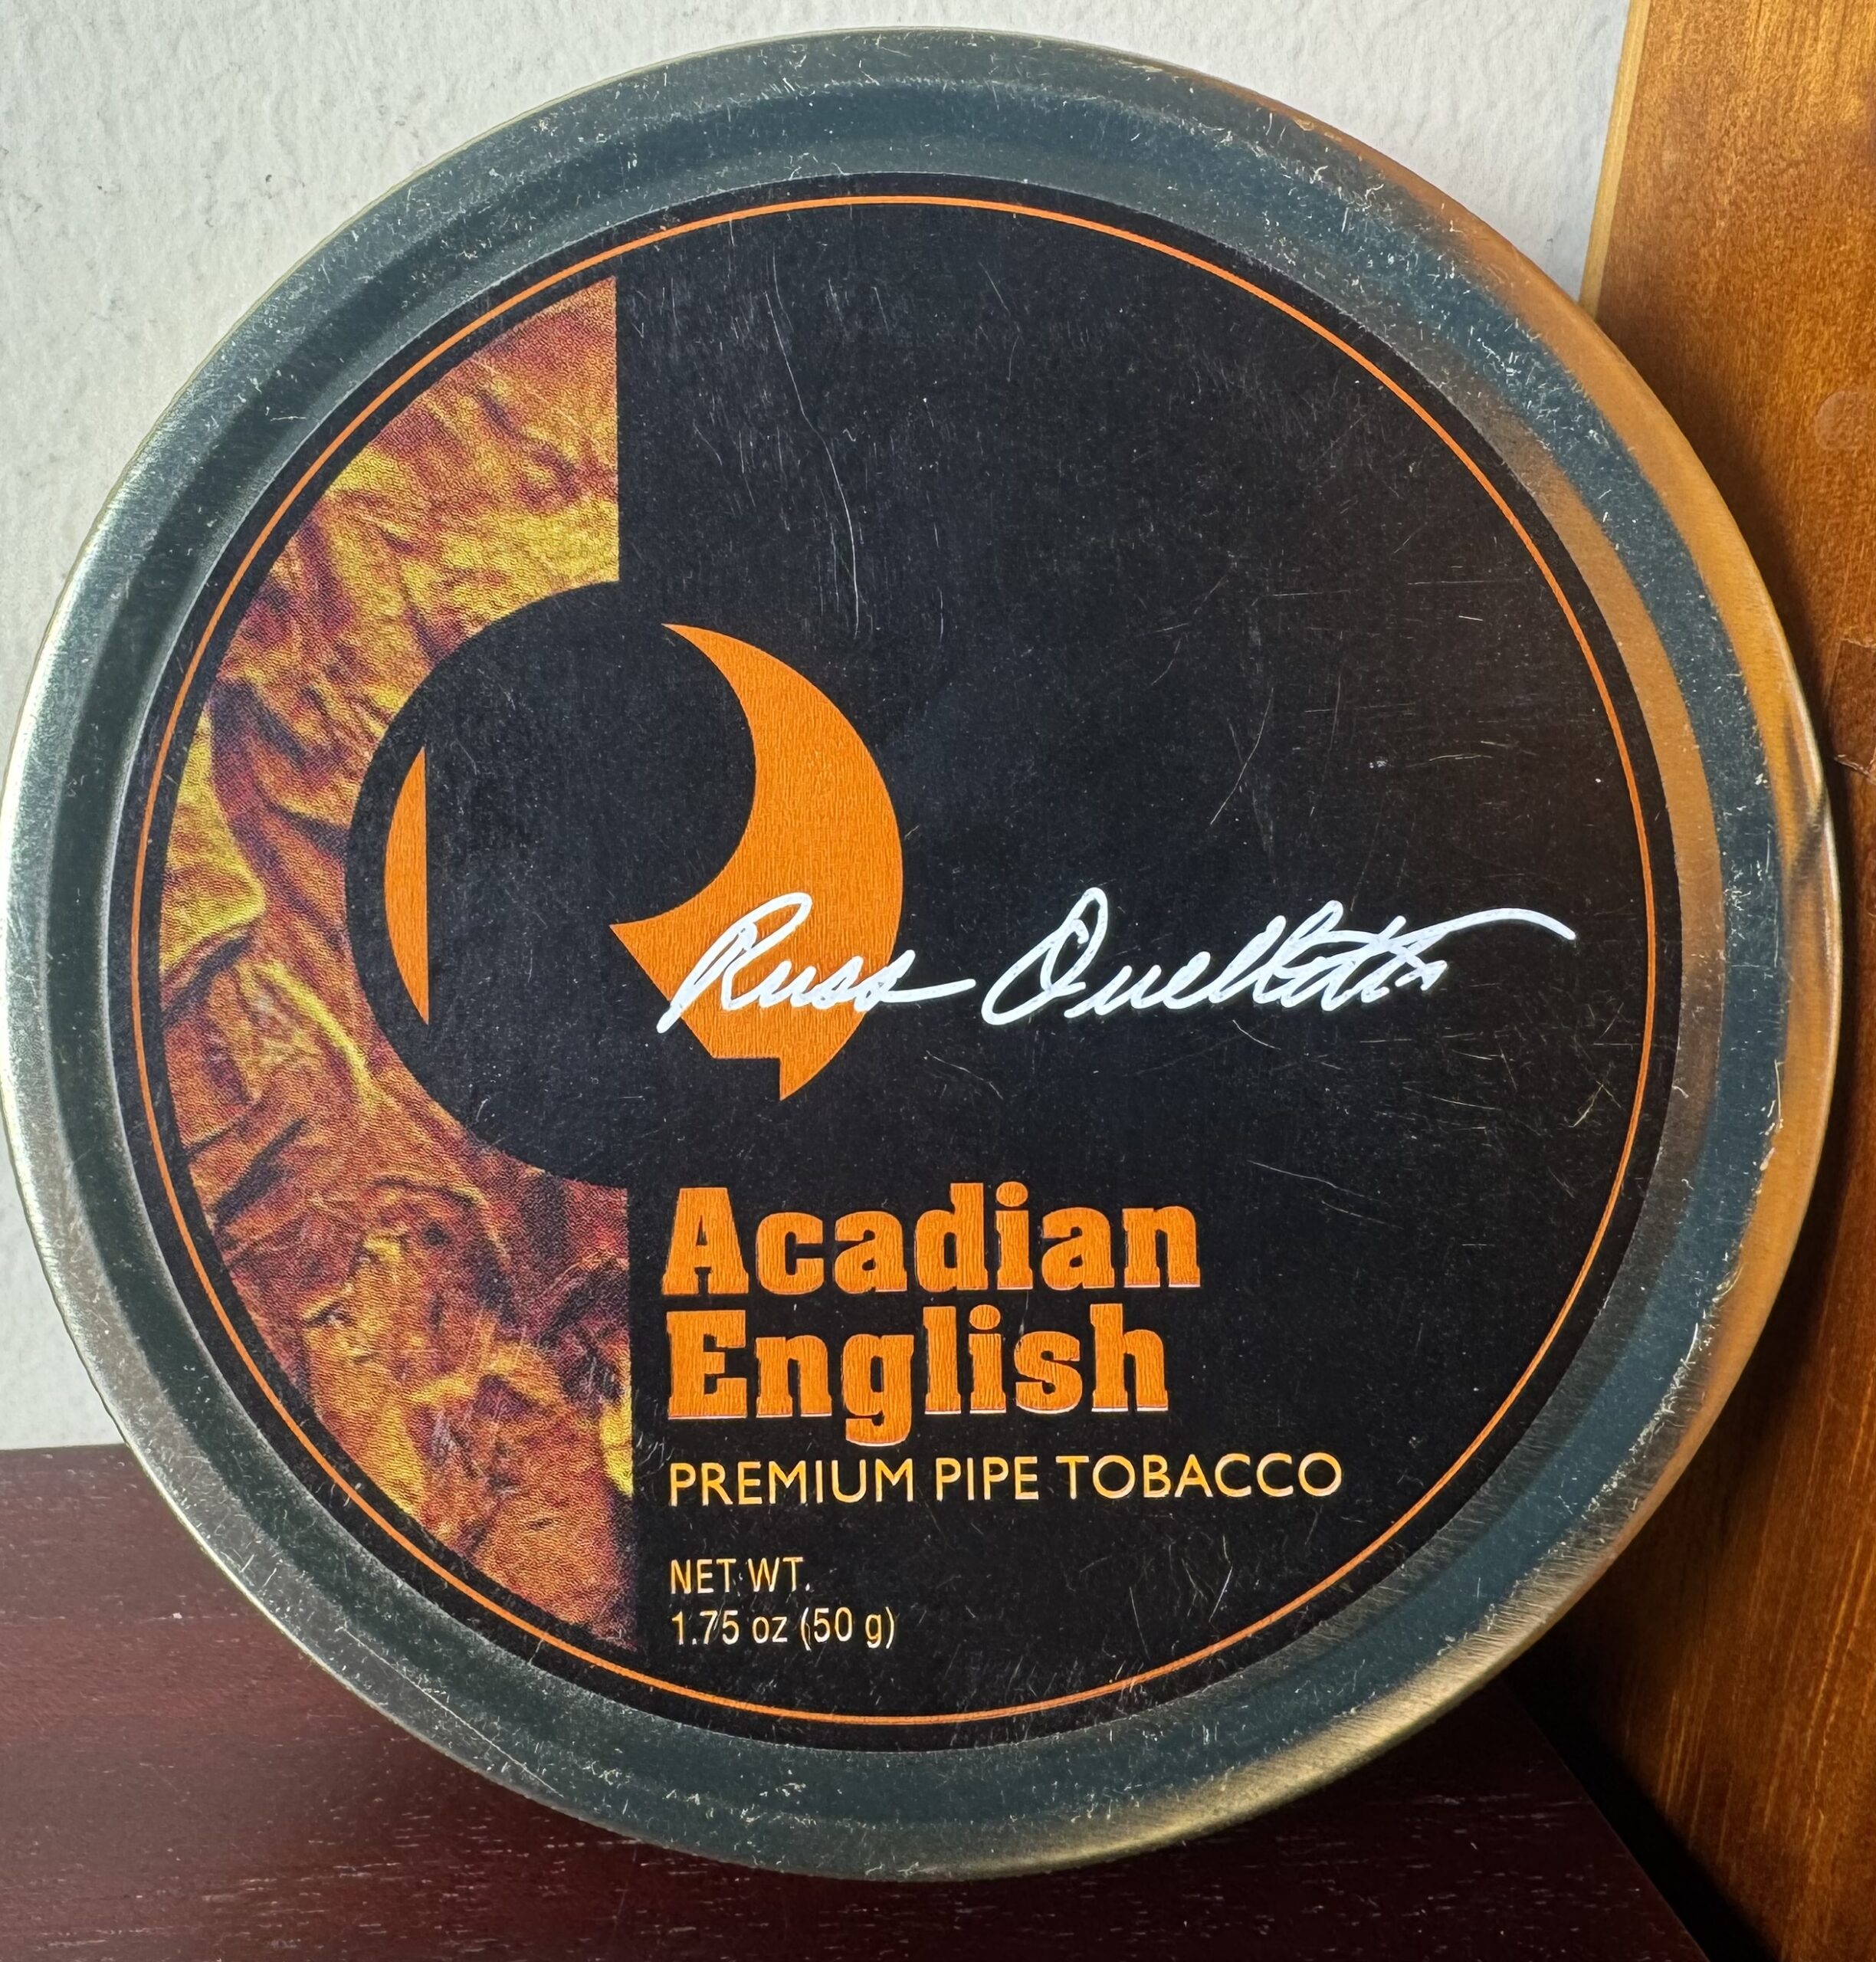 Russ Ouellette
Acadian
English
PREMIUM PIPE TOBACCO
NET WT.
1.75 oz (50 g)